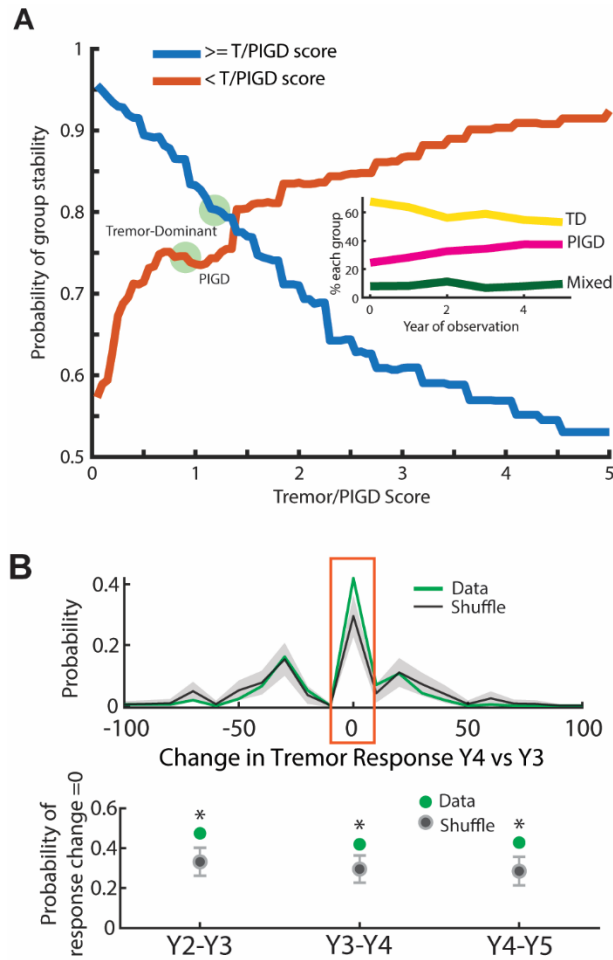 A
>= T/PIGD score
< T/PIGD score
Probability of group stability
1
0.9
0.8
0.7
0.6
0.5
Tremor-Dominant
PIGD
% each group
60
40
20
0
TD
PIGD
Mixed
0
2
4
Year of observation
0
1
2
3
4
5
Tremor/PIGD Score
B
Probability
0.4
0.2
0
Data
Shuffle
-100
-50
0
50
100
Change in Tremor Response Y4 vs Y3
Probability of
response change =0
0.6
0.4
0.2
0
Data
Shuffle
*
*
*
Y2-Y3
Y3-Y4
Y4-Y5